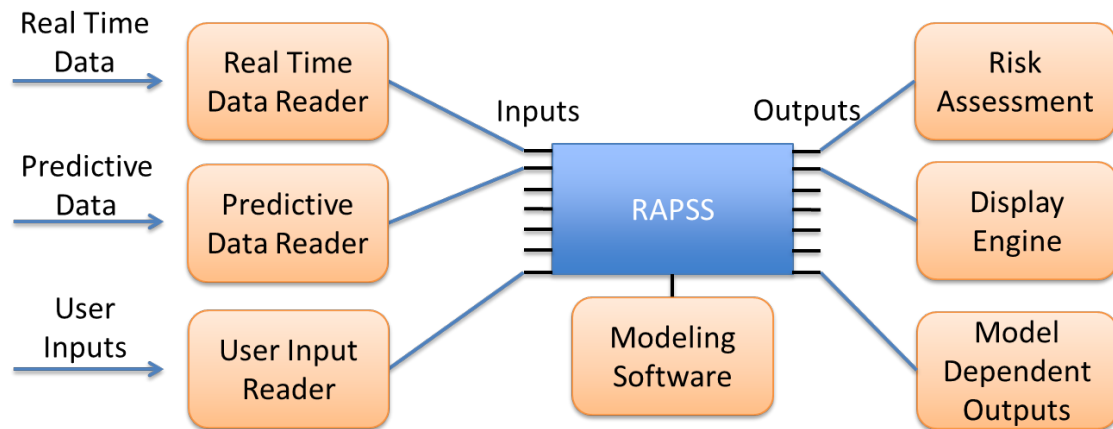 Real Time
Data
Real Time
Data Reader
Inputs
Outputs
Risk
Assessment
Predictive
Data
Predictive
Data Reader
RAPSS
Display
Engine
User
Inputs
User Input
Reader
Modeling
Software
Model
Dependent
Outputs